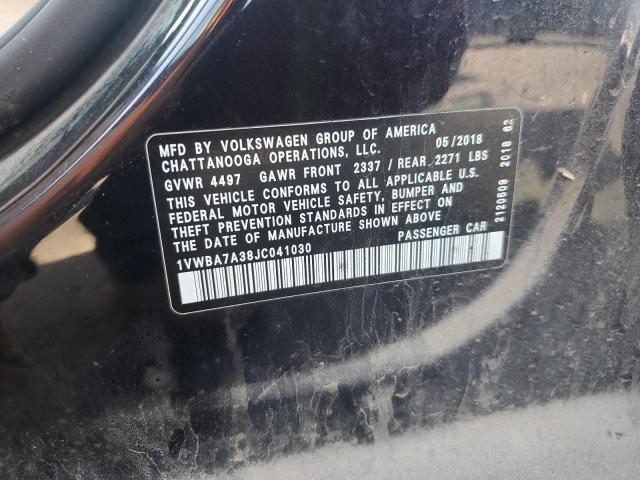 MFD BY VOLKSWAGEN GROUP OF AMERICA
CHATTANOOGA OPERATIONS, LLC. 05/2018
GVWR 4497 GAWR FRONT 2337 / REAR 2271 LBS
THIS VEHICLE CONFORMS TO ALL APPLICABLE U.S.
FEDERAL MOTOR VEHICLE SAFETY, BUMPER AND
THEFT PREVENTION STANDARDS IN EFFECT ON
THE DATE OF MANUFACTURE SHOWN ABOVE
1VWBA7A38JC041030 PASSENGER CAR
2120609 2018 62